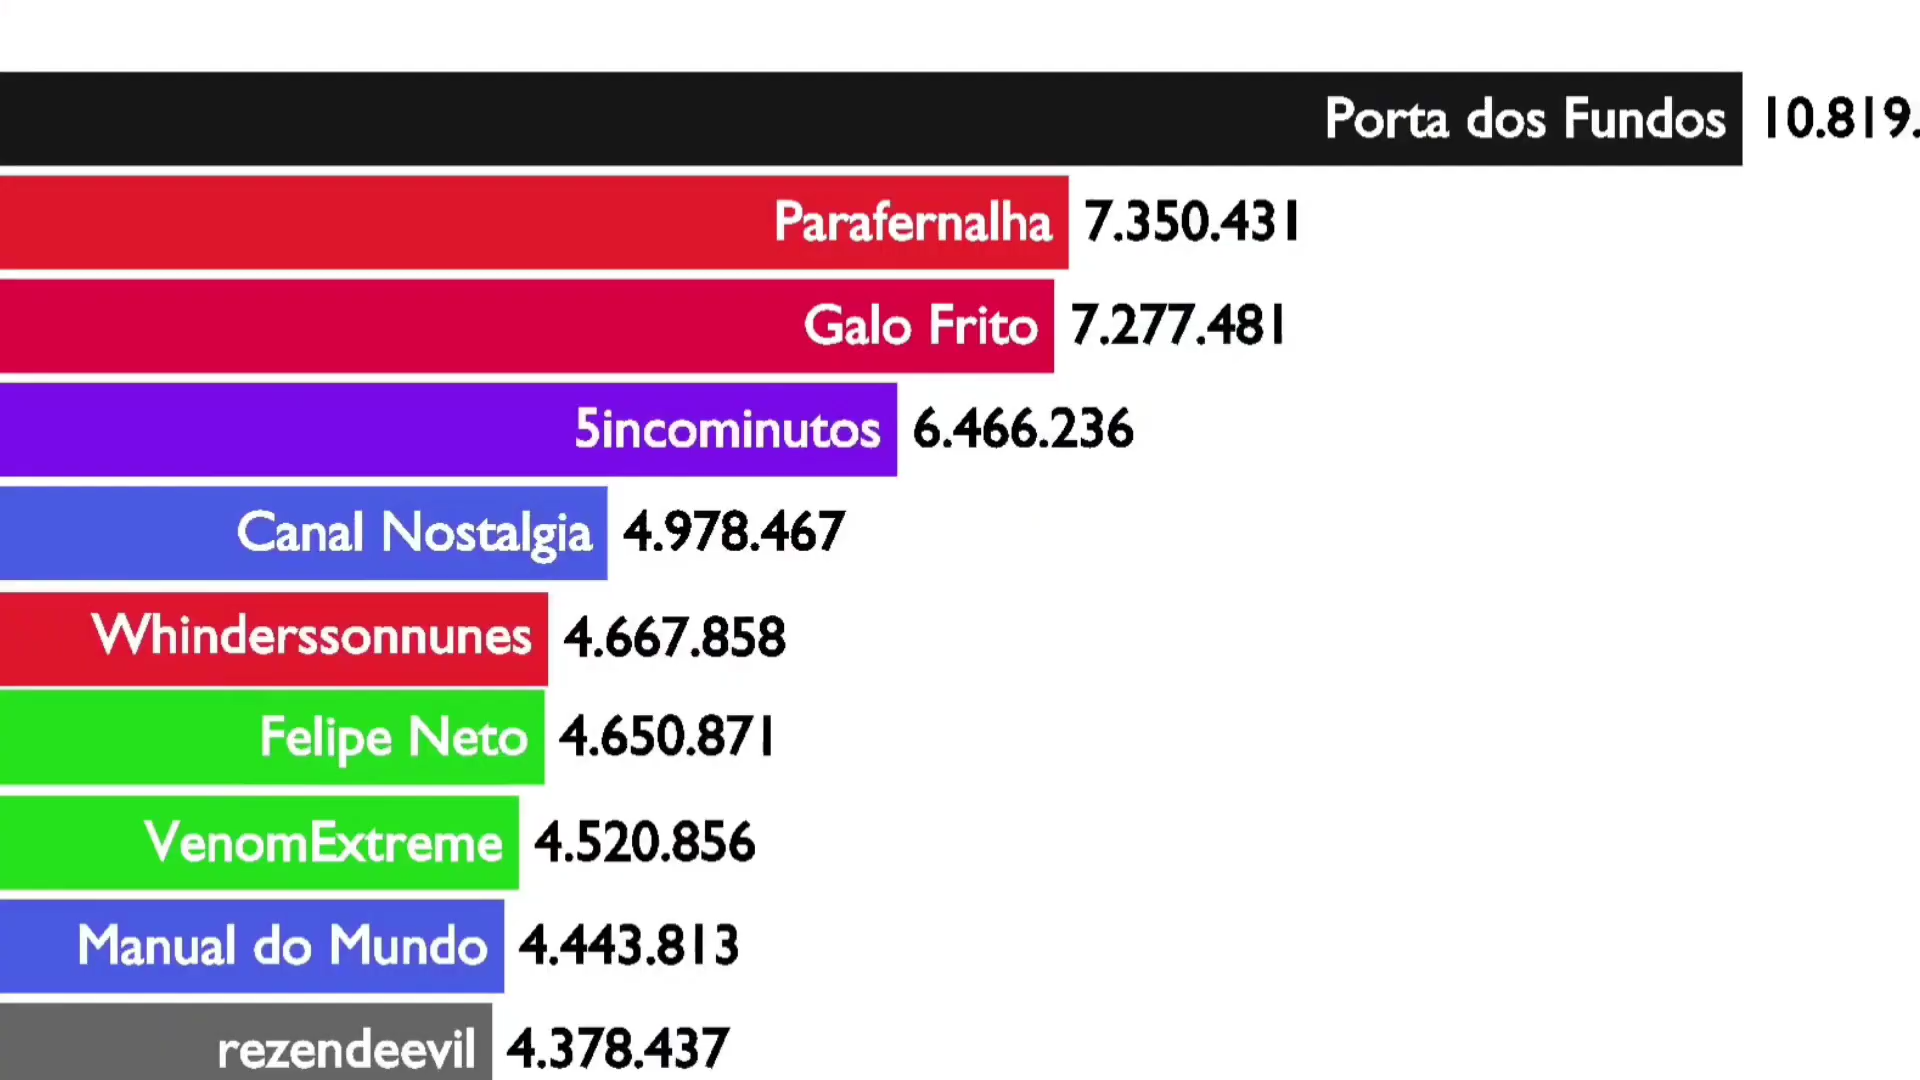 Porta dos Fundos 10.819.
Parafernalha 7.350.431
Galo Frito 7.277.481
5incominutos 6.466.236
Canal Nostalgia 4.978.467
Whinderssonnunes 4.667.858
Felipe Neto 4.650.871
VenomExtreme 4.520.856
Manual do Mundo 4.443.813
rezendeevil 4.378.437